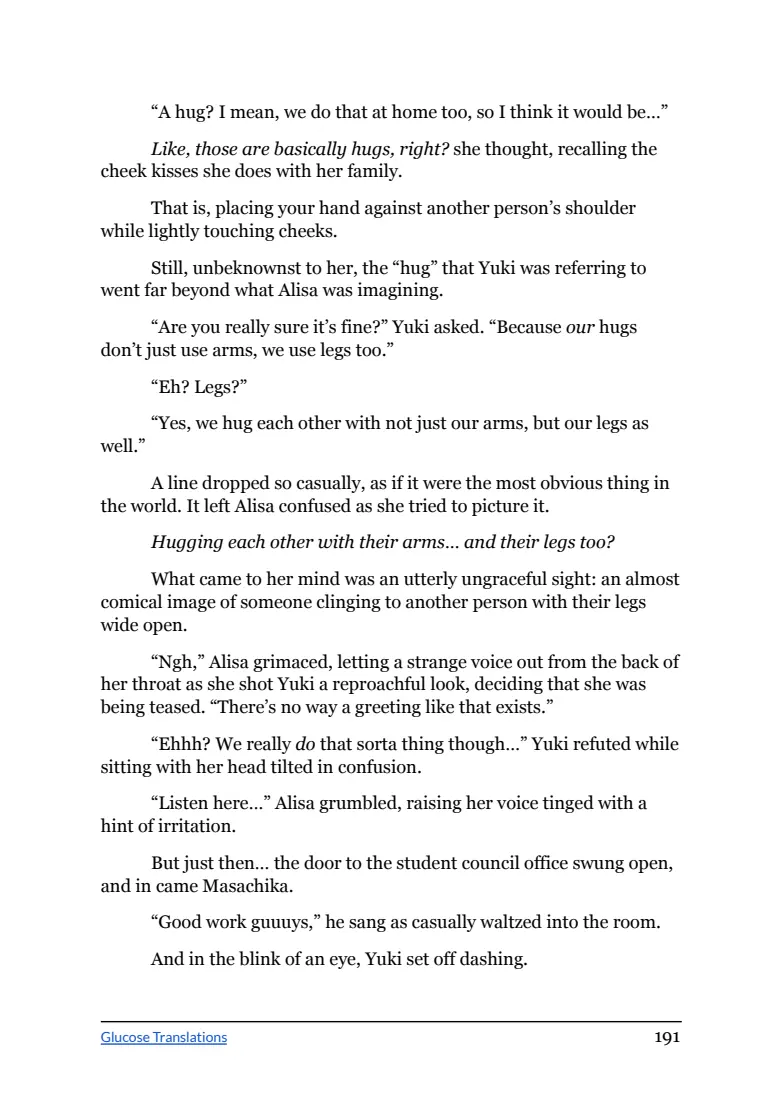 “A hug? I mean, we do that at home too, so I think it would be…”
Like, those are basically hugs, right? she thought, recalling the
cheek kisses she does with her family.
That is, placing your hand against another person’s shoulder
while lightly touching cheeks.
Still, unbeknownst to her, the “hug” that Yuki was referring to
went far beyond what Alisa was imagining.
“Are you really sure it’s fine?” Yuki asked. “Because our hugs
don’t just use arms, we use legs too.”
“Eh? Legs?”
“Yes, we hug each other with not just our arms, but our legs as
well.”
A line dropped so casually, as if it were the most obvious thing in
the world. It left Alisa confused as she tried to picture it.
Hugging each other with their arms… and their legs too?
What came to her mind was an utterly ungraceful sight: an almost
comical image of someone clinging to another person with their legs
wide open.
“Ngh,” Alisa grimaced, letting a strange voice out from the back of
her throat as she shot Yuki a reproachful look, deciding that she was
being teased. “There’s no way a greeting like that exists.”
“Ehhh? We really do that sorta thing though…” Yuki refuted while
sitting with her head tilted in confusion.
“Listen here…” Alisa grumbled, raising her voice tinged with a
hint of irritation.
But just then… the door to the student council office swung open,
and in came Masachika.
“Good work guuuys,” he sang as casually waltzed into the room.
And in the blink of an eye, Yuki set off dashing.
Glucose Translations
191